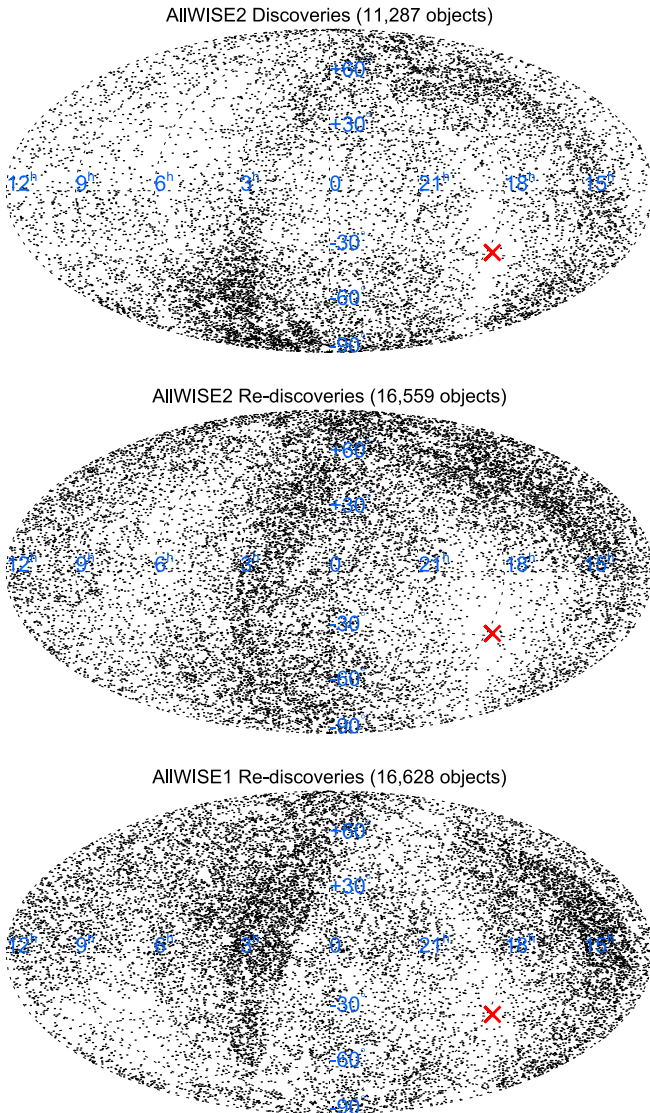 AllWISE2 Discoveries (11,287 objects)
+60°
+30°
12ʰ 9ʰ 6ʰ 3ʰ 0 21ʰ 18ʰ 15ʰ
-30°
-60°
-90°
AllWISE2 Re-discoveries (16,559 objects)
+60°
+30°
12ʰ 9ʰ 6ʰ 3ʰ 0 21ʰ 18ʰ 15ʰ
-30°
-60°
-90°
AllWISE1 Re-discoveries (16,628 objects)
+60°
+30°
12ʰ 9ʰ 6ʰ 3ʰ 0 21ʰ 18ʰ 15ʰ
-30°
-60°
-90°